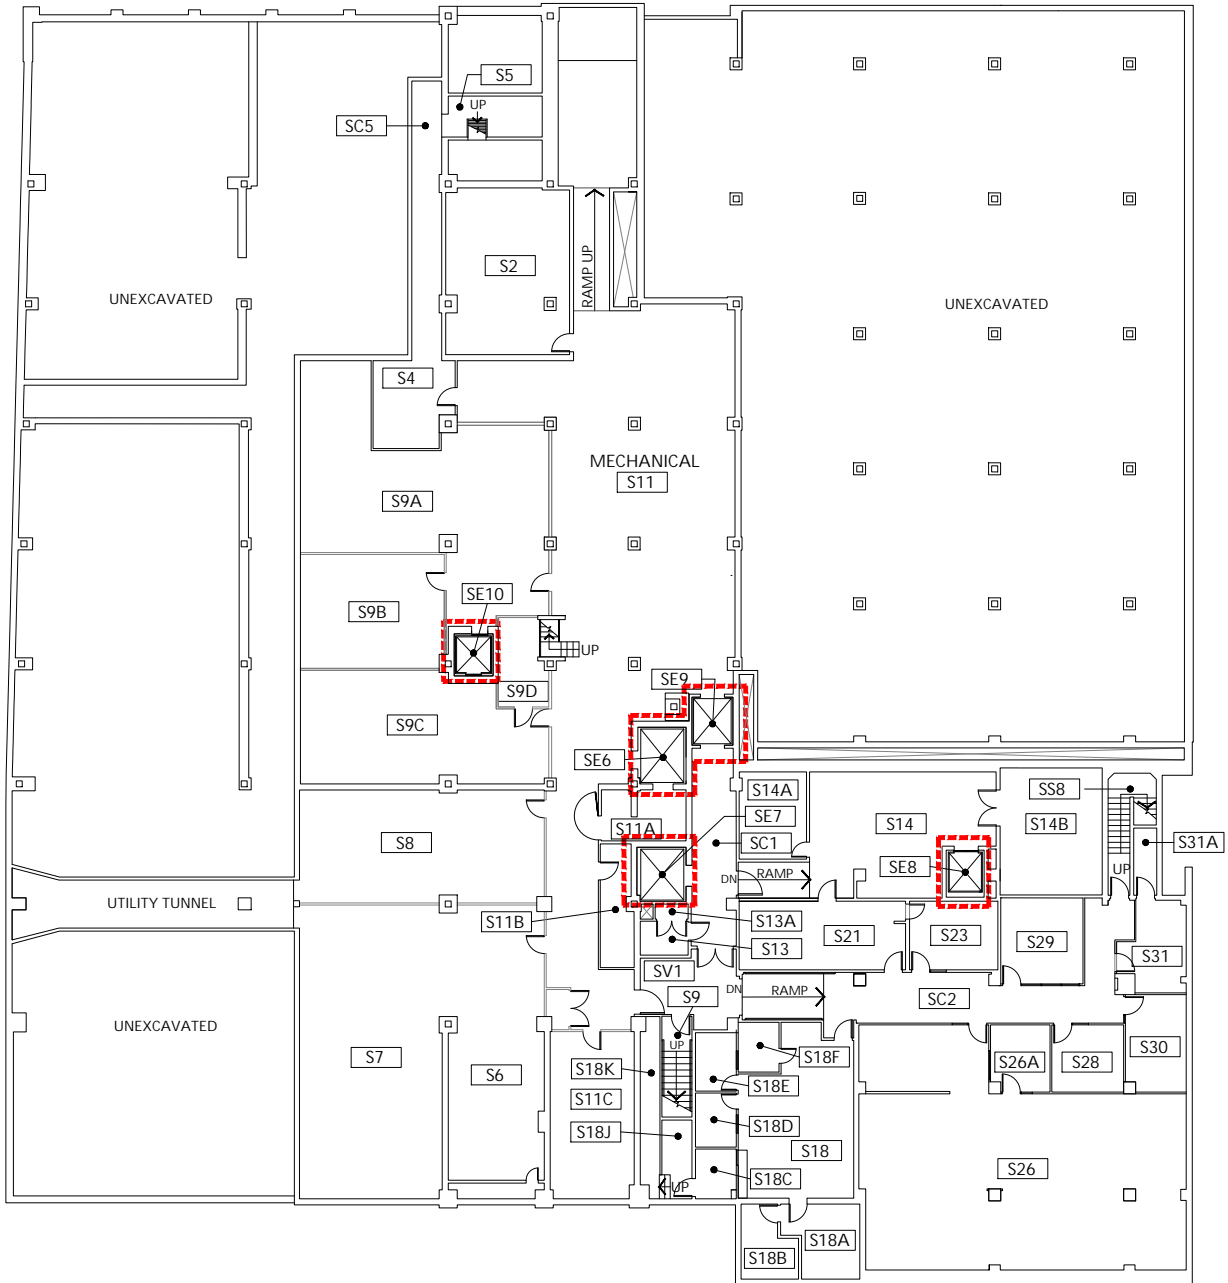 S5
UP
SC5
S2
RAMP UP
UNEXCAVATED
UNEXCAVATED
S4
MECHANICAL
S11
S9A
SE10
S9B
UP
SE9
S9D
S9C
SE6
S14A
SS8
SE7
S11A
S14
S14B
S8
SC1
S31A
SE8
UP
DN
RAMP
UTILITY TUNNEL
S11B
S13A
S21
S23
S29
S13
S31
SV1
DN
RAMP
S9
SC2
UNEXCAVATED
UP
S18F
S7
S6
S18K
S26A
S28
S30
S18E
S11C
S18D
S18J
S18
S26
S18C
UP
S18A
S18B